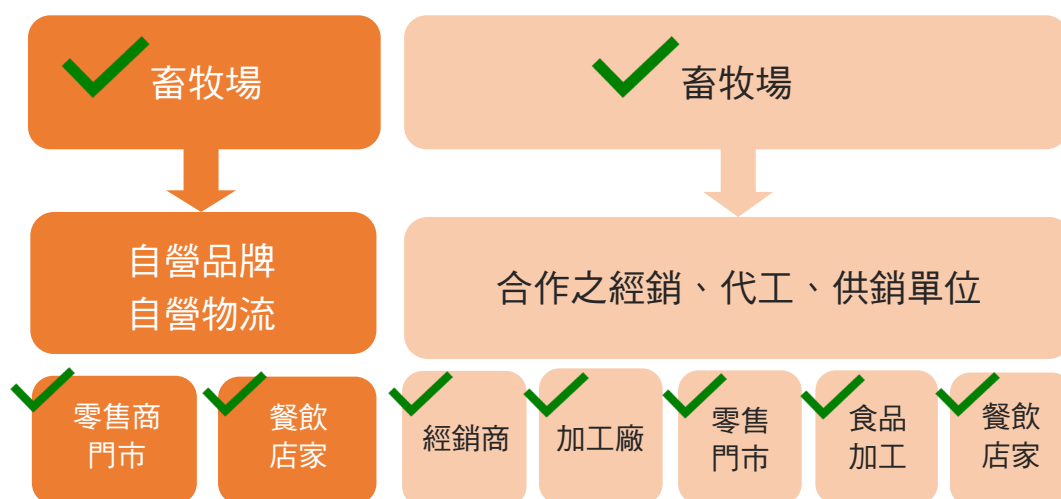 畜牧場
畜牧場
自營品牌
自營物流
合作之經銷、代工、供銷單位
零售商
門市
餐飲
店家
經銷商
加工廠
零售
門市
食品
加工
餐飲
店家